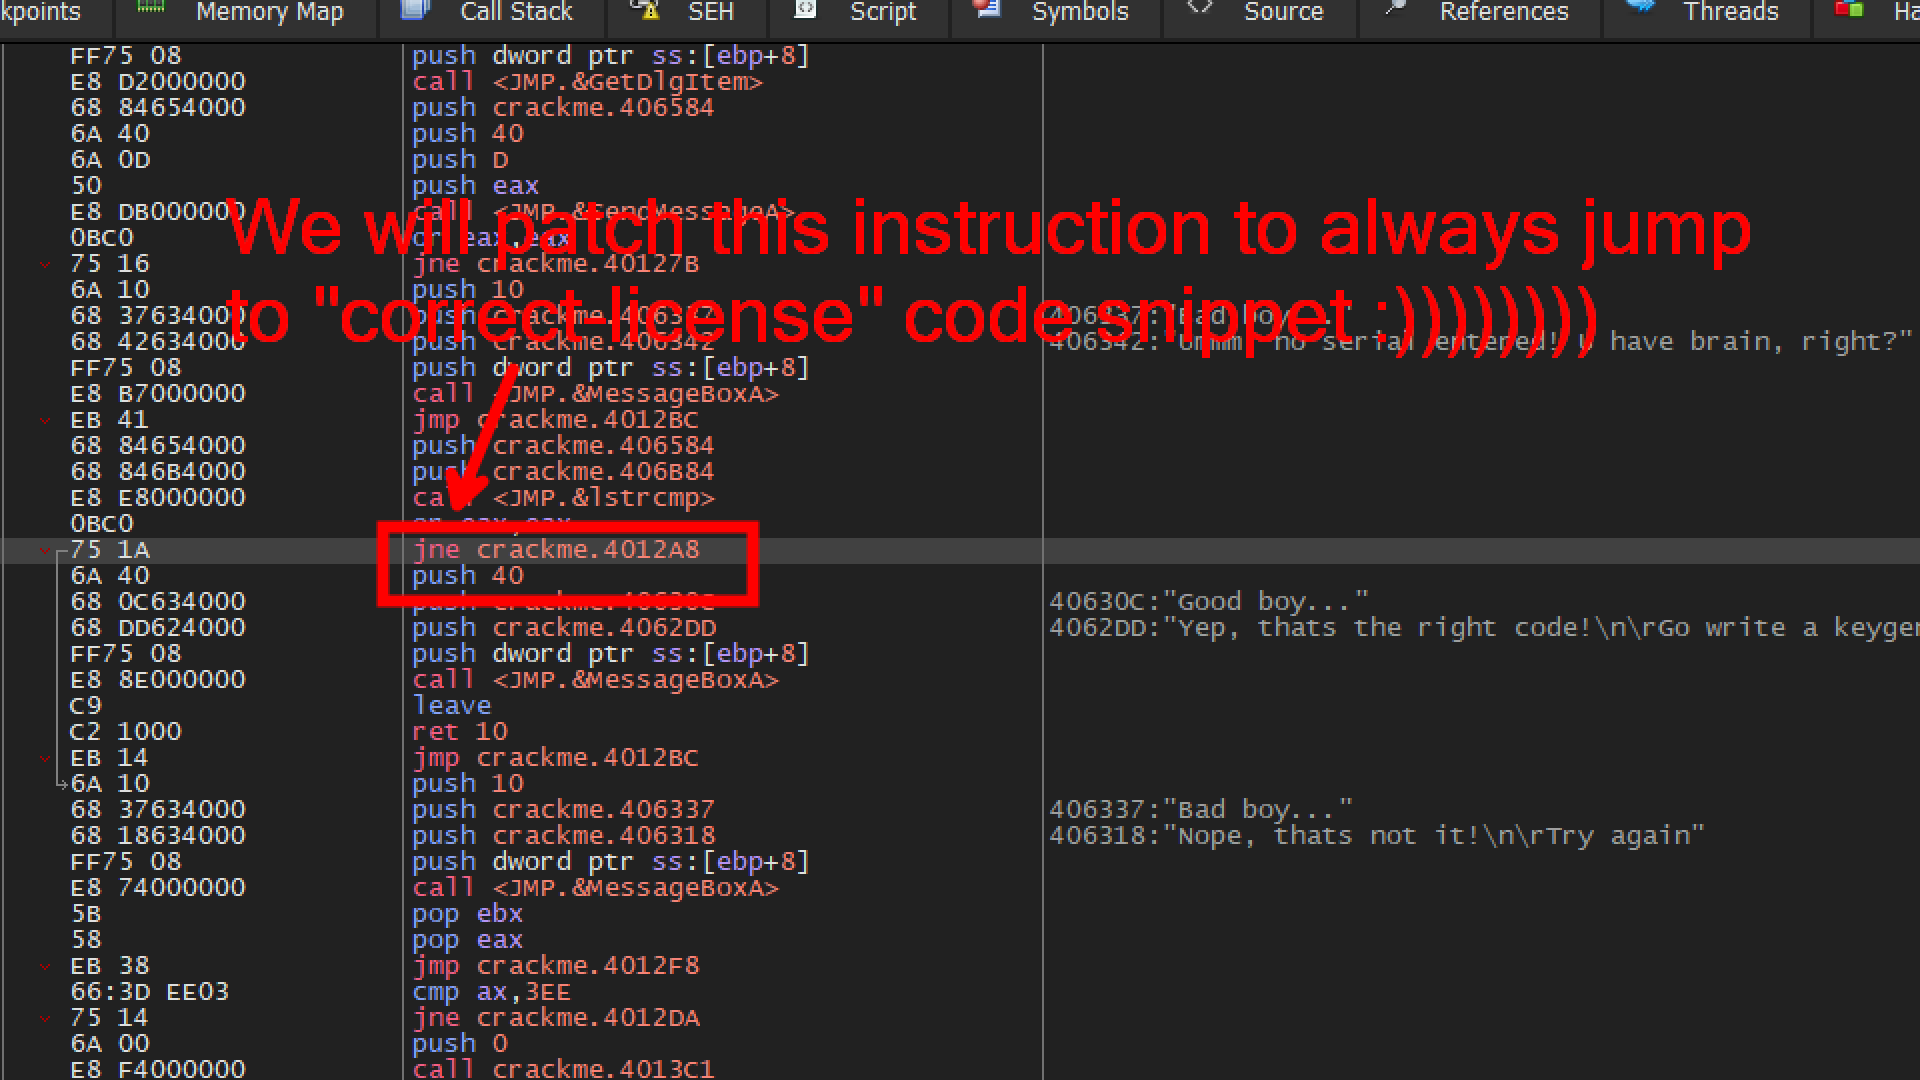 kpoints Memory Map Call Stack SEH Script Symbols Source References Threads Ha
FF75 08 push dword ptr ss:[ebp+8]
E8 D2000000 call <JMP.&GetDlgItem>
68 84654000 push crackme.406584
6A 40 push 40
6A 0D push D
50 push eax
E8 DB000000 call <JMP.&SendMessageA>
We will patch this instruction to always jump
0BC0 or eax,eax
75 16 jne crackme.40127B
6A 10 push 10
to "correct-license" code snippet :)))))))))
68 37634000 push crackme.406337 406337:"Bad boy..."
68 42634000 push crackme.406342 406342: no serial entered! U have brain, right?"
FF75 08 push dword ptr ss:[ebp+8]
E8 B7000000 call <JMP.&MessageBoxA>
EB 41 jmp crackme.4012BC
68 84654000 push crackme.406584
68 846B4000 push crackme.406B84
E8 E8000000 call <JMP.&lstrcmp>
0BC0 or eax,eax
75 1A jne crackme.4012A8
6A 40 push 40
68 0C634000 push crackme.40630C 40630C:"Good boy..."
68 DD624000 push crackme.4062DD 4062DD:"Yep, thats the right code!\n\rGo write a keygen
FF75 08 push dword ptr ss:[ebp+8]
E8 8E000000 call <JMP.&MessageBoxA>
C9 leave
C2 1000 ret 10
EB 14 jmp crackme.4012BC
6A 10 push 10
68 37634000 push crackme.406337 406337:"Bad boy..."
68 18634000 push crackme.406318 406318:"Nope, thats not it!\n\rTry again"
FF75 08 push dword ptr ss:[ebp+8]
E8 74000000 call <JMP.&MessageBoxA>
5B pop ebx
58 pop eax
EB 38 jmp crackme.4012F8
66:3D EE03 cmp ax,3EE
75 14 jne crackme.4012DA
6A 00 push 0
E8 F4000000 call crackme.4013C1